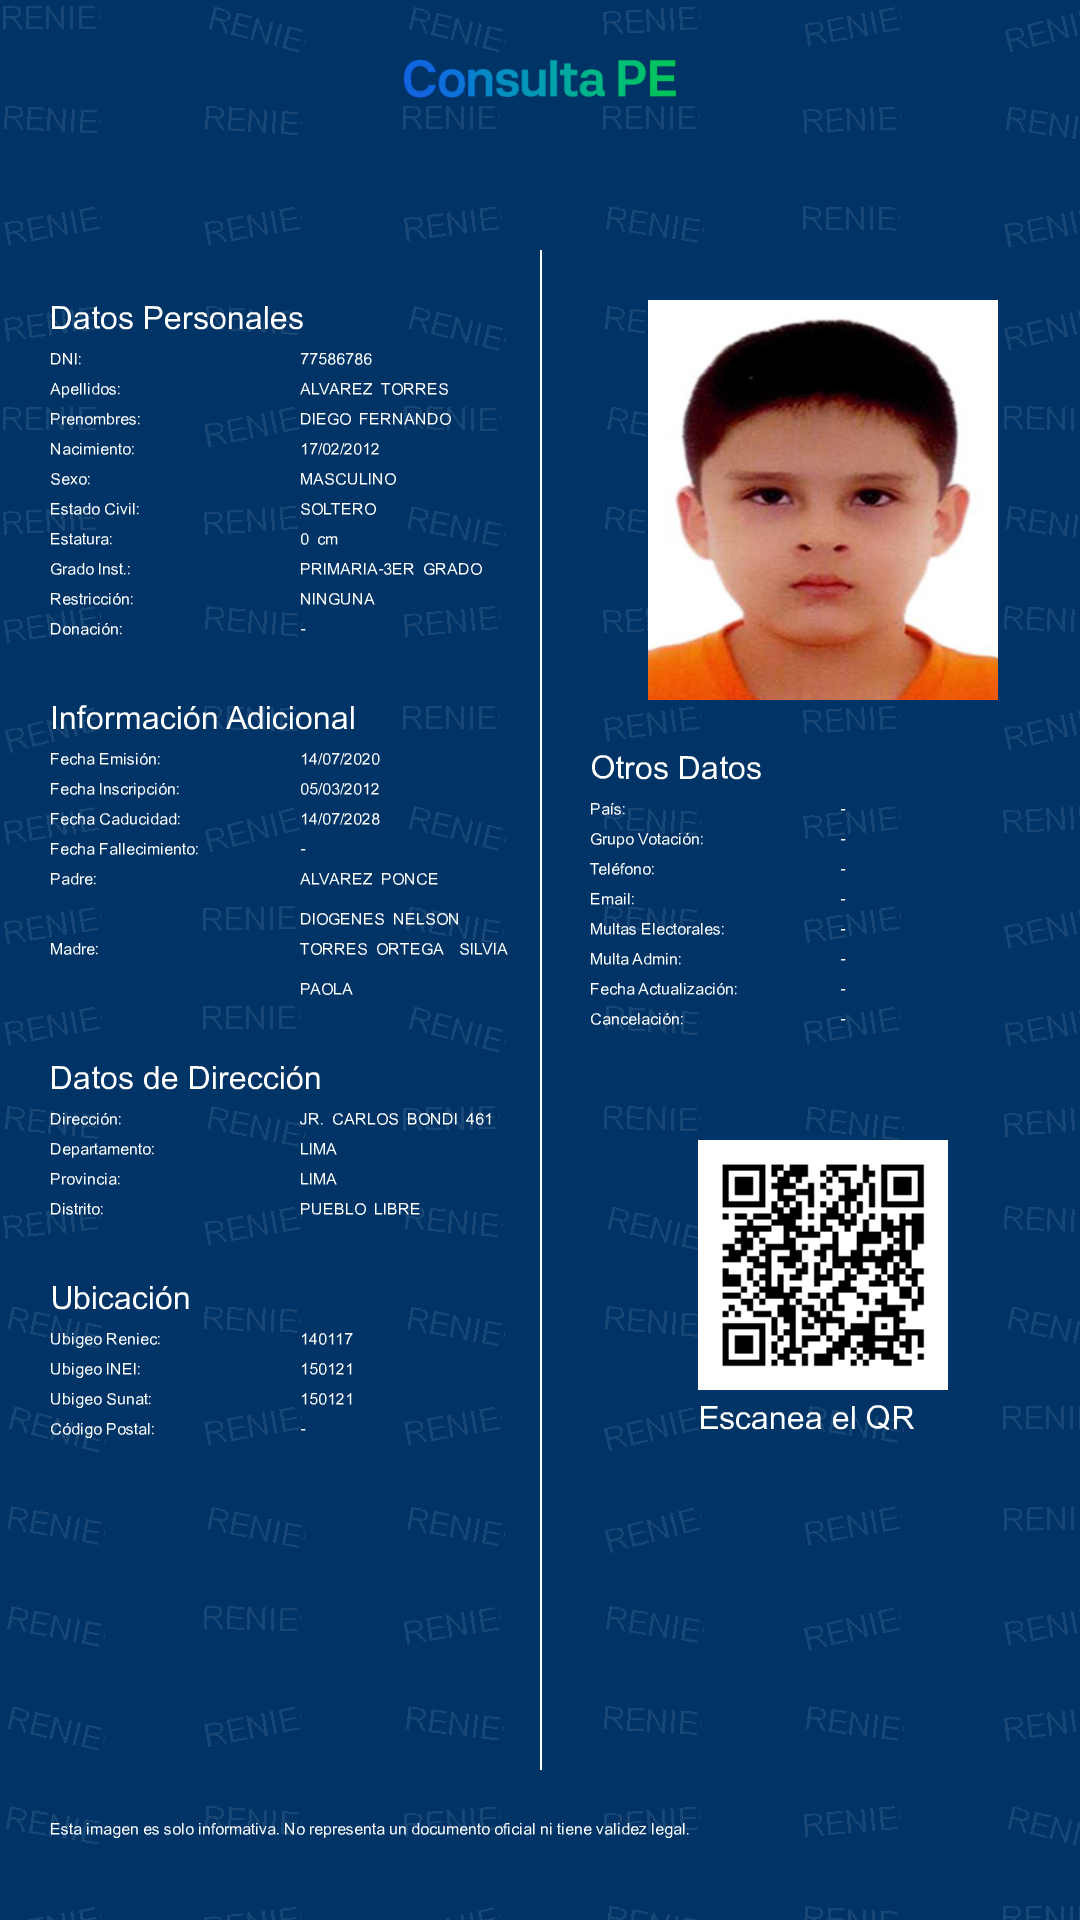 Consulta PE
Datos Personales
DNI: 77586786
Apellidos: ALVAREZ TORRES
Prenombres: DIEGO FERNANDO
Nacimiento: 17/02/2012
Sexo: MASCULINO
Estado Civil: SOLTERO
Estatura: 0 cm
Grado Inst.: PRIMARIA-3ER GRADO
Restricción: NINGUNA
Donación: -
Información Adicional
Fecha Emisión: 14/07/2020
Fecha Inscripción: 05/03/2012
Fecha Caducidad: 14/07/2028
Fecha Fallecimiento: -
Padre: ALVAREZ PONCE
DIOGENES NELSON
Madre: TORRES ORTEGA SILVIA
PAOLA
Datos de Dirección
Dirección: JR. CARLOS BONDI 461
Departamento: LIMA
Provincia: LIMA
Distrito: PUEBLO LIBRE
Ubicación
Ubigeo Reniec: 140117
Ubigeo INEI: 150121
Ubigeo Sunat: 150121
Código Postal: -
Otros Datos
País: -
Grupo Votación: -
Teléfono: -
Email: -
Multas Electorales: -
Multa Admin: -
Fecha Actualización: -
Cancelación: -
Escanea el QR
Esta imagen es solo informativa. No representa un documento oficial ni tiene validez legal.